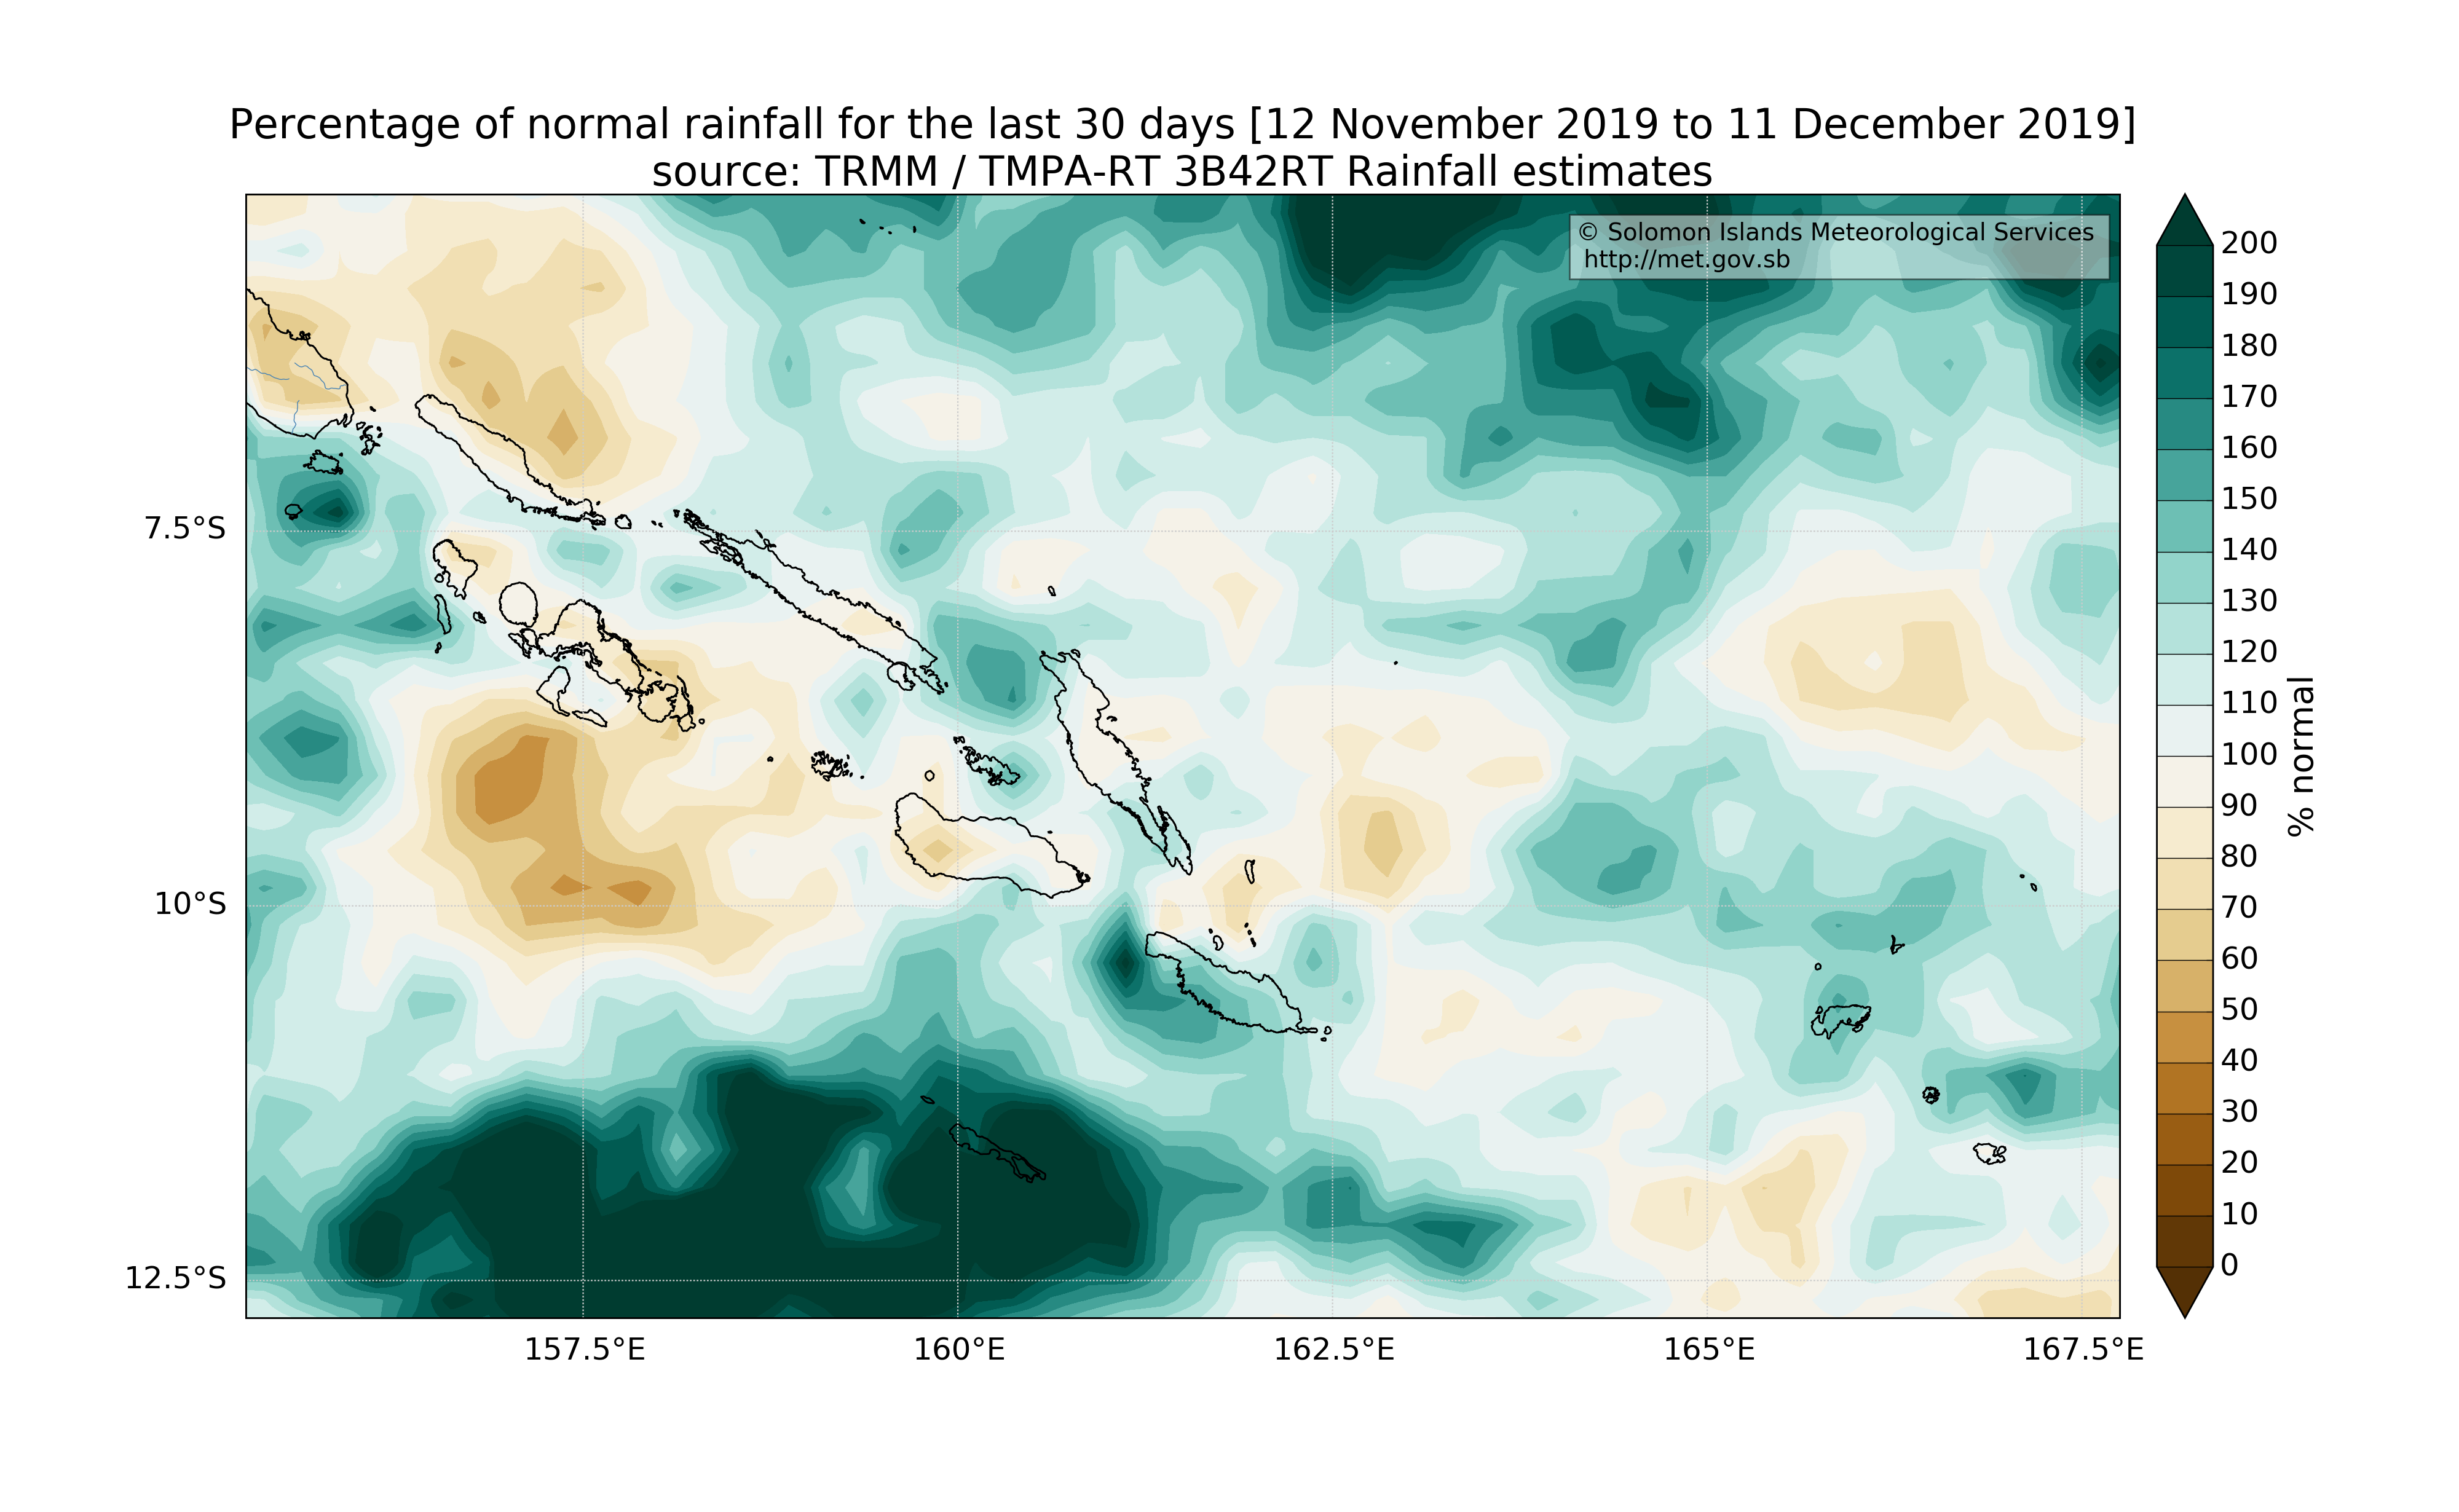 Percentage of normal rainfall for the last 30 days [12 November 2019 to 11 December 2019]
source: TRMM / TMPA-RT 3B42RT Rainfall estimates
© Solomon Islands Meteorological Services
http://met.gov.sb
7.5°S
10°S
12.5°S
157.5°E
160°E
162.5°E
165°E
167.5°E
200
190
180
170
160
150
140
130
120
110
100
90
80
70
60
50
40
30
20
10
0
% normal